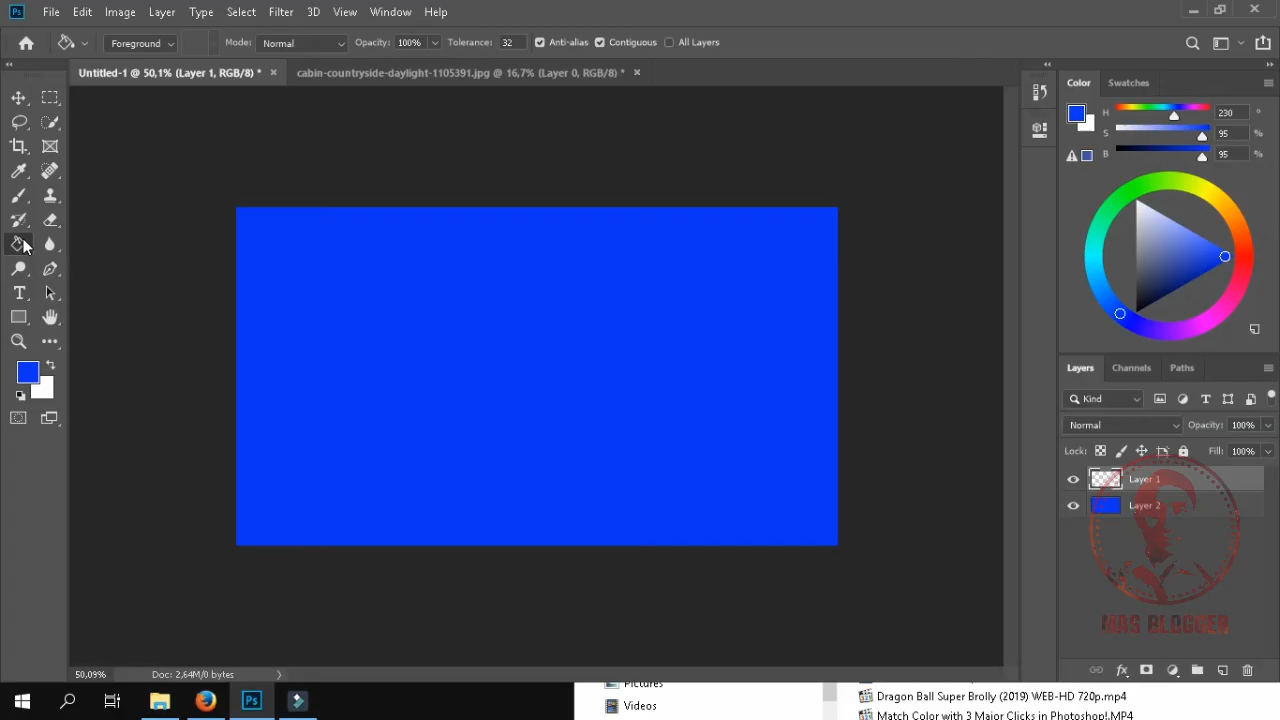 Ps File Edit Image Layer Type Select Filter 3D View Window Help
Foreground Mode: Normal Opacity: 100% Tolerance: 32 Anti-alias Contiguous All Layers
Untitled-1 @ 50,1% (Layer 1, RGB/8) * × cabin-countryside-daylight-1105391.jpg @ 16,7% (Layer 0, RGB/8) * ×
Color Swatches
H 230 °
S 95 %
B 95 %
T
Layers Channels Paths
Kind
Normal Opacity: 100%
Lock: Fill: 100%
Layer 1
Layer 2
MAS BLOGGER
fx
50,09% Doc: 2,64M/0 bytes
Ps
Pictures
Videos
Dragon Ball Super Brolly (2019) WEB-HD 720p.mp4
Match Color with 3 Major Clicks in Photoshop!.MP4